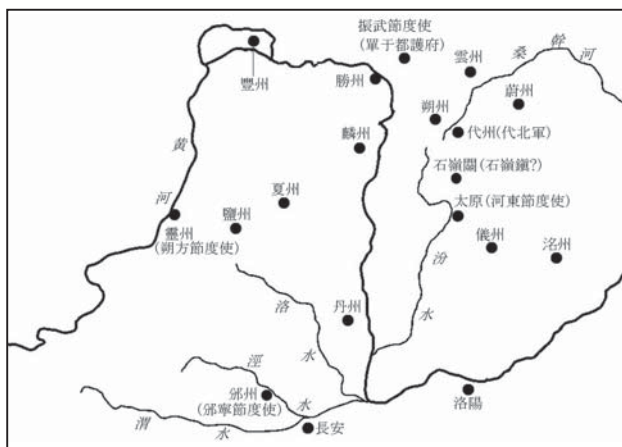 振武節度使
(單于都護府)
雲州
桑幹河
豐州
勝州
蔚州
朔州
代州(代北軍)
黄河
麟州
石嶺關(石嶺鎮?)
夏州
太原(河東節度使)
靈州
(朔方節度使)
鹽州
儀州
洺州
汾水
洛水
丹州
涇水
邠州
(邠寧節度使)
渭水
長安
洛陽